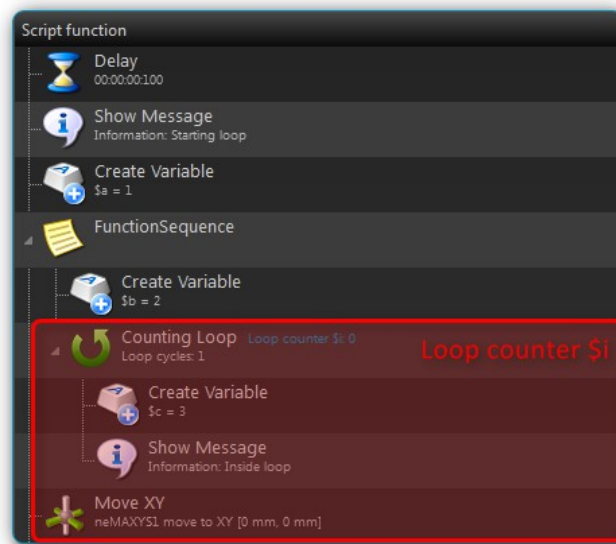 Script function
Delay
00:00:00:100
Show Message
Information: Starting loop
Create Variable
$a = 1
FunctionSequence
Create Variable
$b = 2
Counting Loop Loop counter $i: 0
Loop cycles: 1
Loop counter $i
Create Variable
$c = 3
Show Message
Information: Inside loop
Move XY
neMAXYS1 move to XY [0 mm, 0 mm]